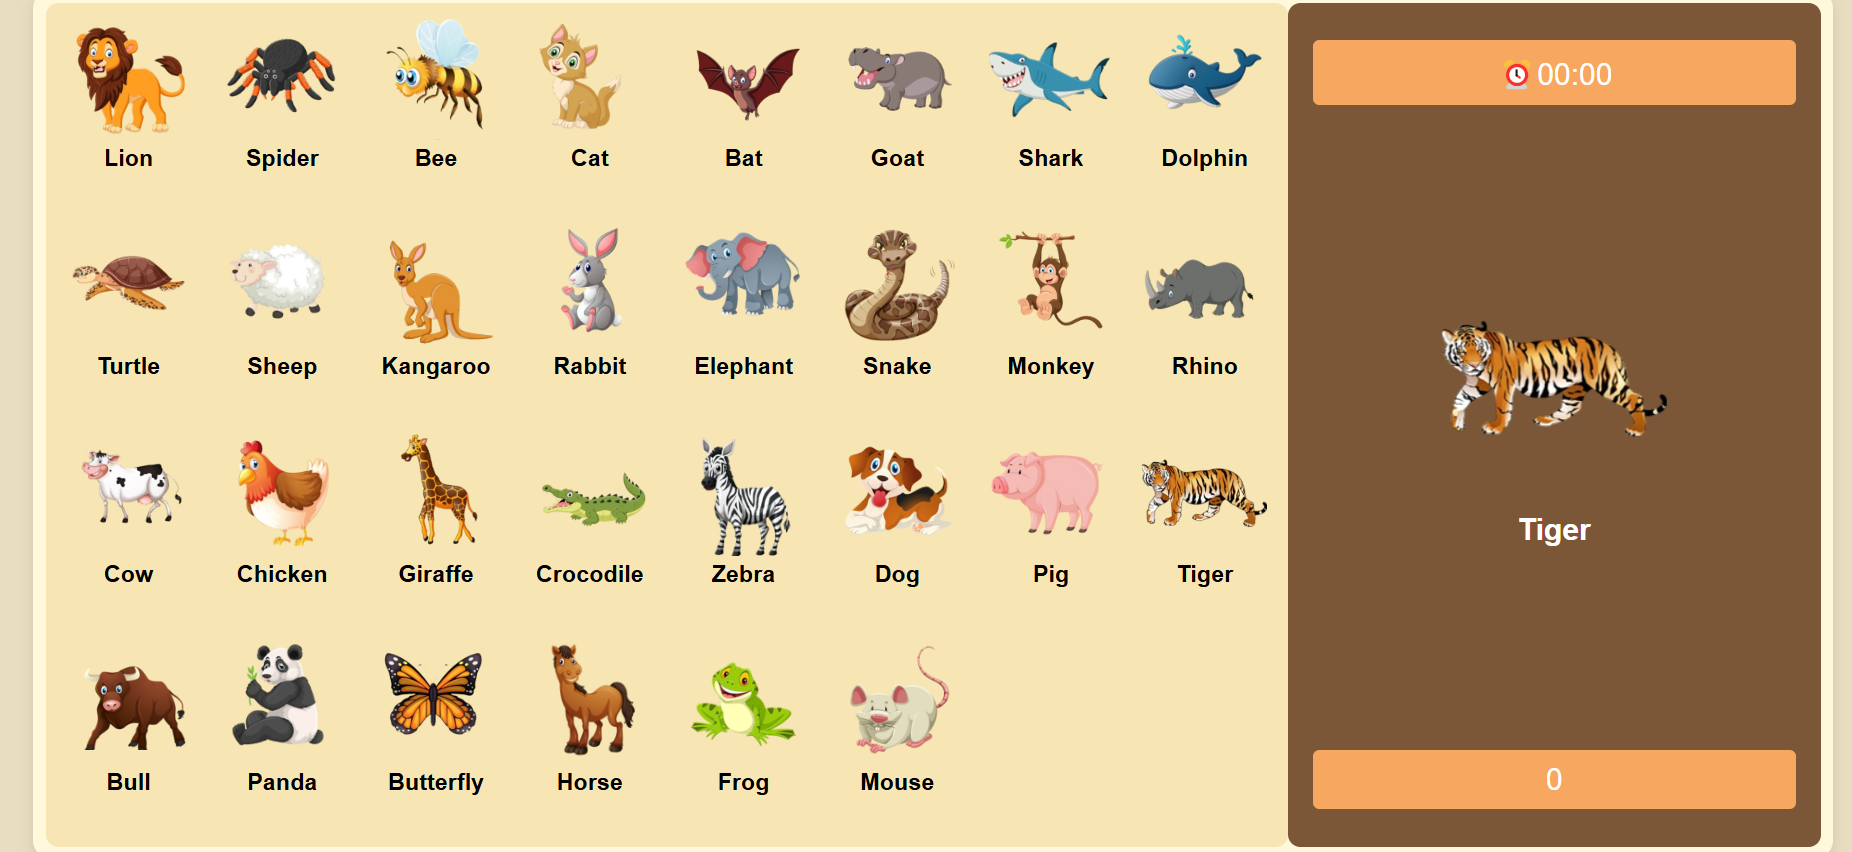 Lion Spider Bee Cat Bat Goat Shark Dolphin
Turtle Sheep Kangaroo Rabbit Elephant Snake Monkey Rhino
Cow Chicken Giraffe Crocodile Zebra Dog Pig Tiger
Bull Panda Butterfly Horse Frog Mouse
00:00
Tiger
0